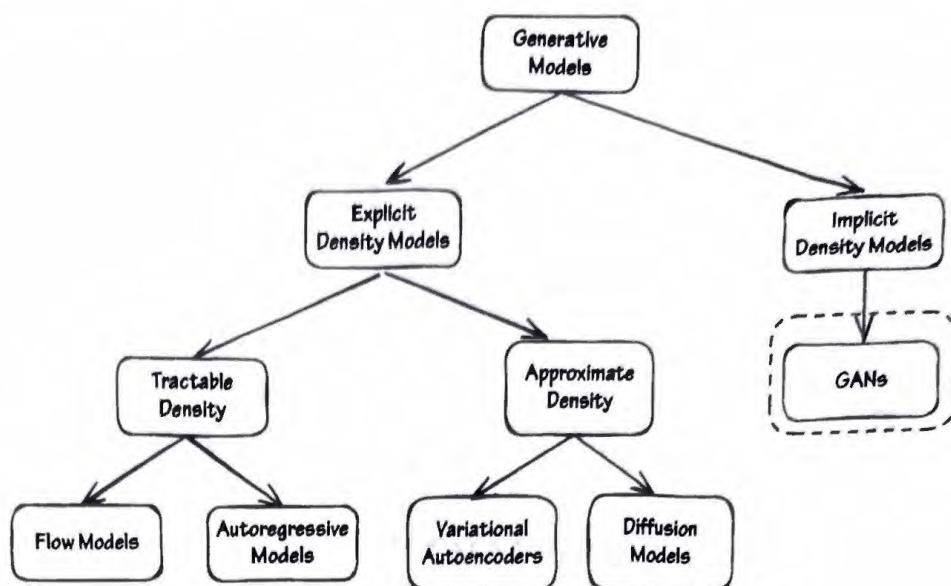 Generative
Models
Explicit
Density Models
Implicit
Density Models
Tractable
Density
Approximate
Density
GANs
Flow Models
Autoregressive
Models
Variational
Autoencoders
Diffusion
Models